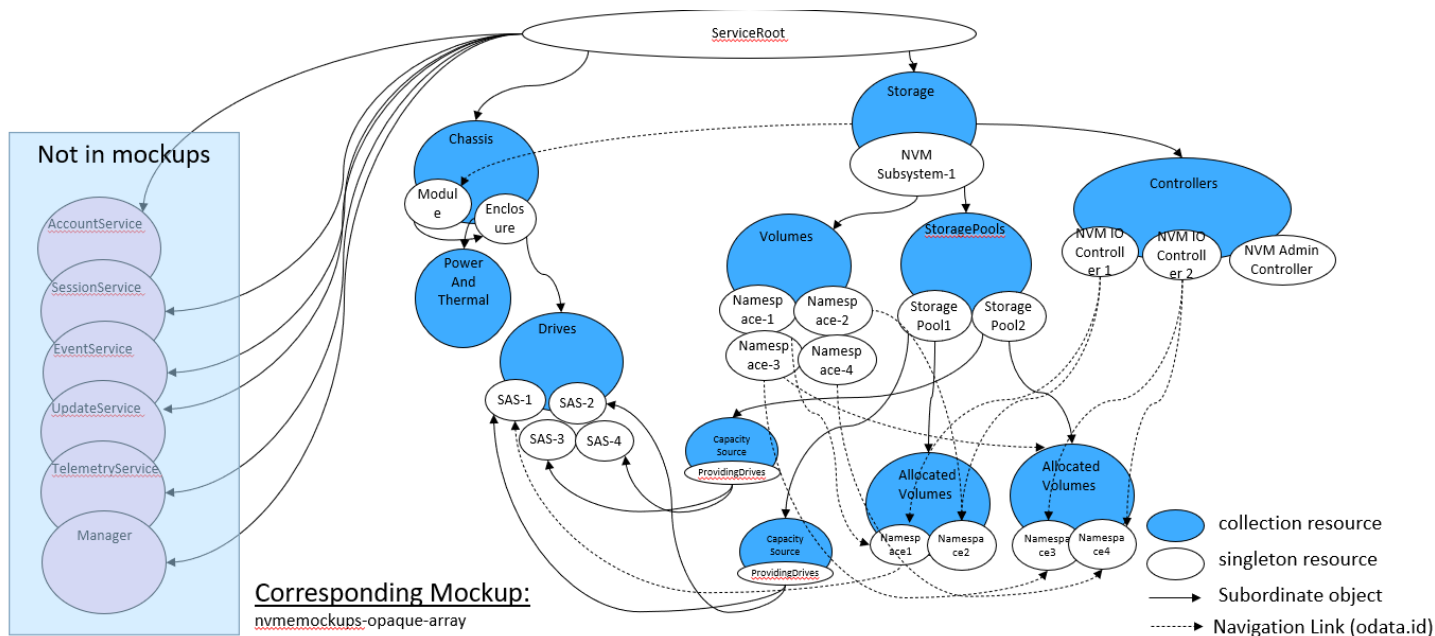 ServiceRoot
Storage
NVM
Subsystem-1
Chassis
Modul
e
Enclo
sure
Power
And
Thermal
Controllers
NVM IO
Controll
er 1
NVM IO
Controll
er 2
NVM Admin
Controller
Not in mockups
AccountService
SessionService
EventService
UpdateService
TelemetryService
Manager
Volumes
Namesp
ace-1
Namesp
ace-2
Namesp
ace-3
Namesp
ace-4
StoragePools
Storage
Pool1
Storage
Pool2
Drives
SAS-1
SAS-2
SAS-3
SAS-4
Capacity
Source
ProvidingDrives
Capacity
Source
ProvidingDrives
Allocated
Volumes
Namesp
ace1
Namespa
ce2
Allocated
Volumes
Namespa
ce3
Namespa
ce4
collection resource
singleton resource
Subordinate object
Navigation Link (odata.id)
Corresponding Mockup:
nvmemockups-opaque-array